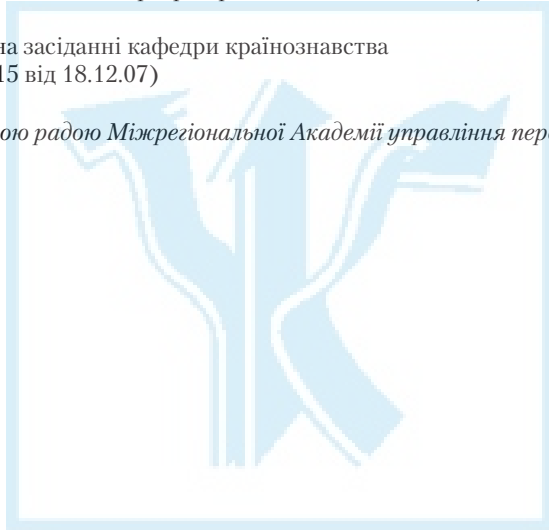 на засіданні кафедри країнознавства
15 від 18.12.07)
ою радою Міжрегіональної Академії управління пер